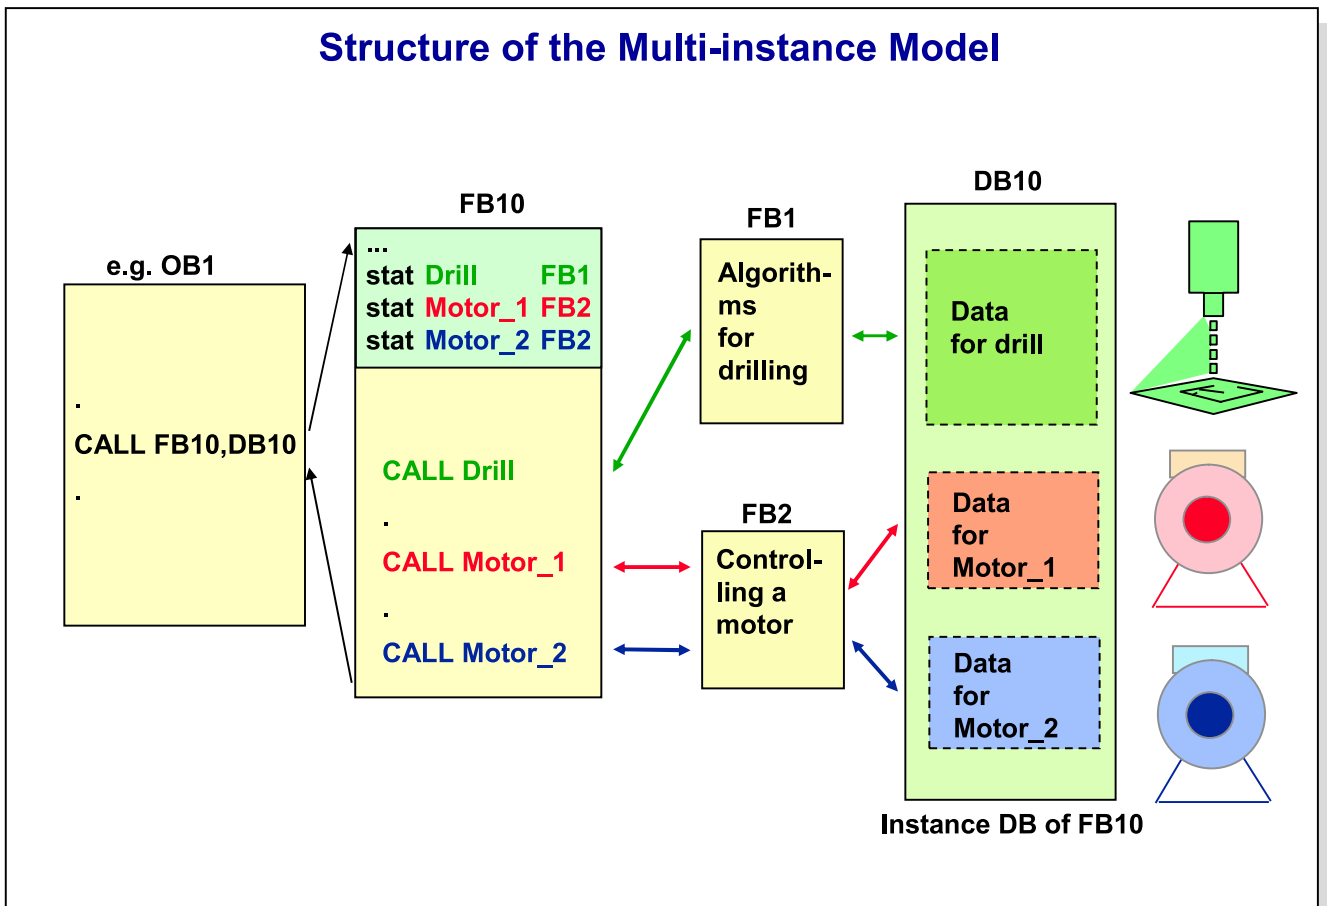 Structure of the Multi-instance Model
e.g. OB1
.
CALL FB10,DB10
.
FB10
...
stat Drill FB1
stat Motor_1 FB2
stat Motor_2 FB2
CALL Drill
.
CALL Motor_1
.
CALL Motor_2
FB1
Algorith-
ms
for
drilling
FB2
Control-
ling a
motor
DB10
Data
for drill
Data
for
Motor_1
Data
for
Motor_2
Instance DB of FB10